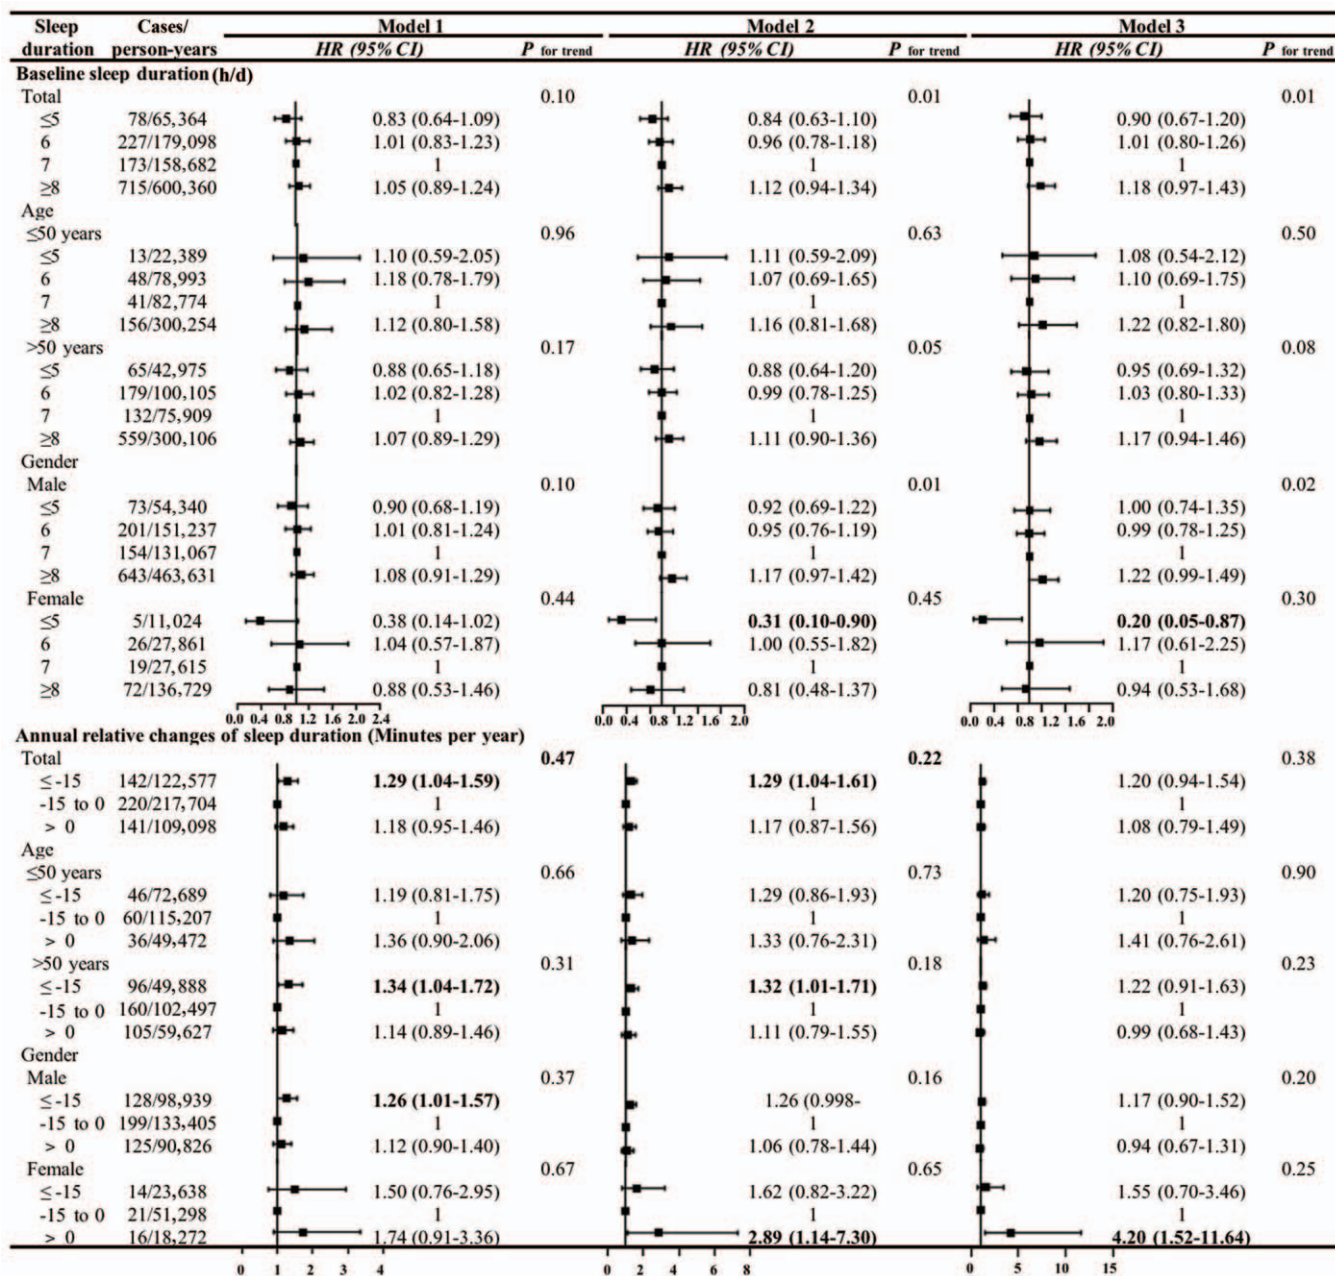 Sleep duration Cases/ person-years Model 1 Model 2 Model 3
HR (95% CI) P for trend HR (95% CI) P for trend HR (95% CI) P for trend
Baseline sleep duration (h/d)
Total 0.10 0.01 0.01
≤5 78/65,364 0.83 (0.64-1.09) 0.84 (0.63-1.10) 0.90 (0.67-1.20)
6 227/179,098 1.01 (0.83-1.23) 0.96 (0.78-1.18) 1.01 (0.80-1.26)
7 173/158,682 1 1 1
≥8 715/600,360 1.05 (0.89-1.24) 1.12 (0.94-1.34) 1.18 (0.97-1.43)
Age
≤50 years 0.96 0.63 0.50
≤5 13/22,389 1.10 (0.59-2.05) 1.11 (0.59-2.09) 1.08 (0.54-2.12)
6 48/78,993 1.18 (0.78-1.79) 1.07 (0.69-1.65) 1.10 (0.69-1.75)
7 41/82,774 1 1 1
≥8 156/300,254 1.12 (0.80-1.58) 1.16 (0.81-1.68) 1.22 (0.82-1.80)
>50 years 0.17 0.05 0.08
≤5 65/42,975 0.88 (0.65-1.18) 0.88 (0.64-1.20) 0.95 (0.69-1.32)
6 179/100,105 1.02 (0.82-1.28) 0.99 (0.78-1.25) 1.03 (0.80-1.33)
7 132/75,909 1 1 1
≥8 559/300,106 1.07 (0.89-1.29) 1.11 (0.90-1.36) 1.17 (0.94-1.46)
Gender
Male 0.10 0.01 0.02
≤5 73/54,340 0.90 (0.68-1.19) 0.92 (0.69-1.22) 1.00 (0.74-1.35)
6 201/151,237 1.01 (0.81-1.24) 0.95 (0.76-1.19) 0.99 (0.78-1.25)
7 154/131,067 1 1 1
≥8 643/463,631 1.08 (0.91-1.29) 1.17 (0.97-1.42) 1.22 (0.99-1.49)
Female 0.44 0.45 0.30
≤5 5/11,024 0.38 (0.14-1.02) 0.31 (0.10-0.90) 0.20 (0.05-0.87)
6 26/27,861 1.04 (0.57-1.87) 1.00 (0.55-1.82) 1.17 (0.61-2.25)
7 19/27,615 1 1 1
≥8 72/136,729 0.88 (0.53-1.46) 0.81 (0.48-1.37) 0.94 (0.53-1.68)
0.0 0.4 0.8 1.2 1.6 2.0 2.4 0.0 0.4 0.8 1.2 1.6 2.0 0.0 0.4 0.8 1.2 1.6 2.0
Annual relative changes of sleep duration (Minutes per year)
Total 0.47 0.22 0.38
≤ -15 142/122,577 1.29 (1.04-1.59) 1.29 (1.04-1.61) 1.20 (0.94-1.54)
-15 to 0 220/217,704 1 1 1
> 0 141/109,098 1.18 (0.95-1.46) 1.17 (0.87-1.56) 1.08 (0.79-1.49)
Age
≤50 years 0.66 0.73 0.90
≤ -15 46/72,689 1.19 (0.81-1.75) 1.29 (0.86-1.93) 1.20 (0.75-1.93)
-15 to 0 60/115,207 1 1 1
> 0 36/49,472 1.36 (0.90-2.06) 1.33 (0.76-2.31) 1.41 (0.76-2.61)
>50 years 0.31 0.18 0.23
≤ -15 96/49,888 1.34 (1.04-1.72) 1.32 (1.01-1.71) 1.22 (0.91-1.63)
-15 to 0 160/102,497 1 1 1
> 0 105/59,627 1.14 (0.89-1.46) 1.11 (0.79-1.55) 0.99 (0.68-1.43)
Gender
Male 0.37 0.16 0.20
≤ -15 128/98,939 1.26 (1.01-1.57) 1.26 (0.998- 1.17 (0.90-1.52)
-15 to 0 199/133,405 1 1 1
> 0 125/90,826 1.12 (0.90-1.40) 1.06 (0.78-1.44) 0.94 (0.67-1.31)
Female 0.67 0.65 0.25
≤ -15 14/23,638 1.50 (0.76-2.95) 1.62 (0.82-3.22) 1.55 (0.70-3.46)
-15 to 0 21/51,298 1 1 1
> 0 16/18,272 1.74 (0.91-3.36) 2.89 (1.14-7.30) 4.20 (1.52-11.64)
0 1 2 3 4 0 2 4 6 8 0 5 10 15